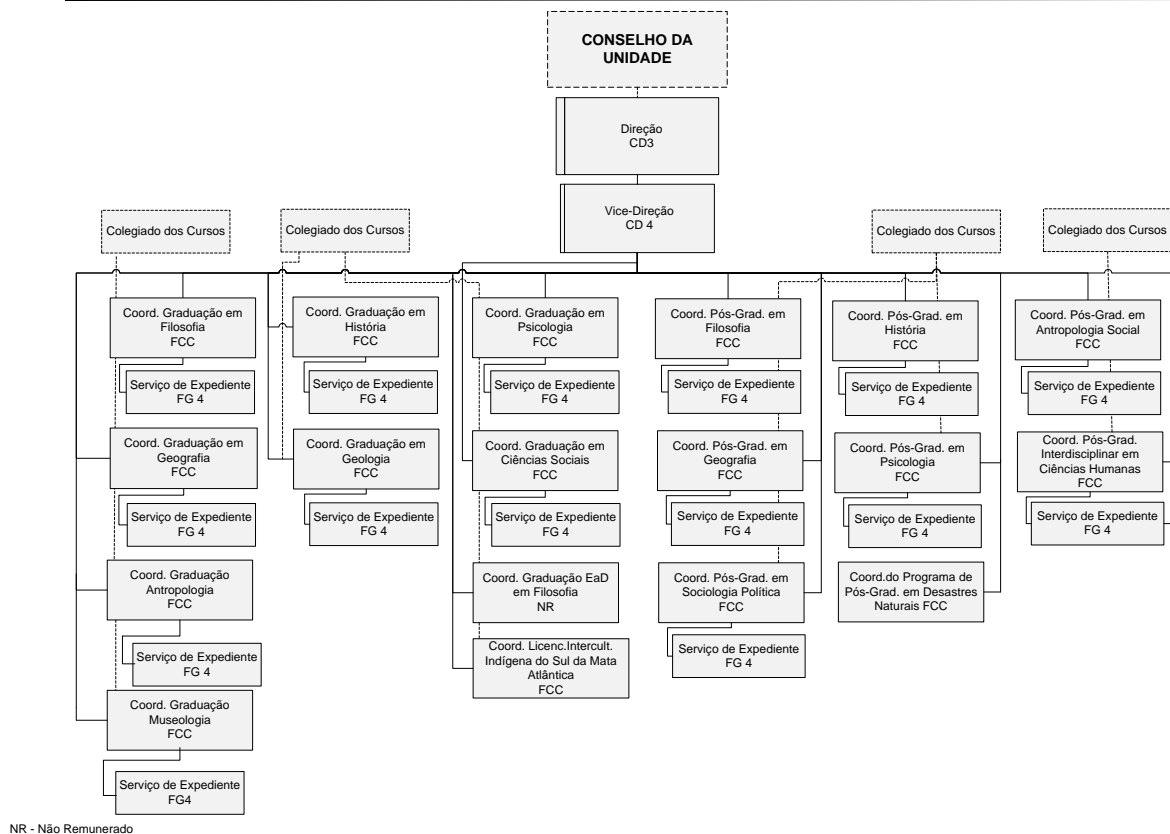 CONSELHO DA
UNIDADE
Direção
CD3
Vice-Direção
CD 4
Colegiado dos Cursos
Colegiado dos Cursos
Colegiado dos Cursos
Colegiado dos Cursos
Coord. Graduação em
Filosofia
FCC
Serviço de Expediente
FG 4
Coord. Graduação em
História
FCC
Serviço de Expediente
FG 4
Coord. Graduação em
Psicologia
FCC
Serviço de Expediente
FG 4
Coord. Pós-Grad. em
Filosofia
FCC
Serviço de Expediente
FG 4
Coord. Pós-Grad. em
História
FCC
Serviço de Expediente
FG 4
Coord. Pós-Grad. em
Antropologia Social
FCC
Serviço de Expediente
FG 4
Coord. Graduação em
Geografia
FCC
Serviço de Expediente
FG 4
Coord. Graduação em
Geologia
FCC
Serviço de Expediente
FG 4
Coord. Graduação em
Ciências Sociais
FCC
Serviço de Expediente
FG 4
Coord. Pós-Grad. em
Geografia
FCC
Serviço de Expediente
FG 4
Coord. Pós-Grad. em
Psicologia
FCC
Serviço de Expediente
FG 4
Coord. Pós-Grad.
Interdisciplinar em
Ciências Humanas
FCC
Serviço de Expediente
FG 4
Coord. Graduação
Antropologia
FCC
Serviço de Expediente
FG 4
Coord. Graduação EaD
em Filosofia
NR
Coord. Licenc.Intercult.
Indígena do Sul da Mata
Atlântica
FCC
Coord. Pós-Grad. em
Sociologia Política
FCC
Serviço de Expediente
FG 4
Coord.do Programa de
Pós-Grad. em Desastres
Naturais FCC
Coord. Graduação
Museologia
FCC
Serviço de Expediente
FG4
NR - Não Remunerado